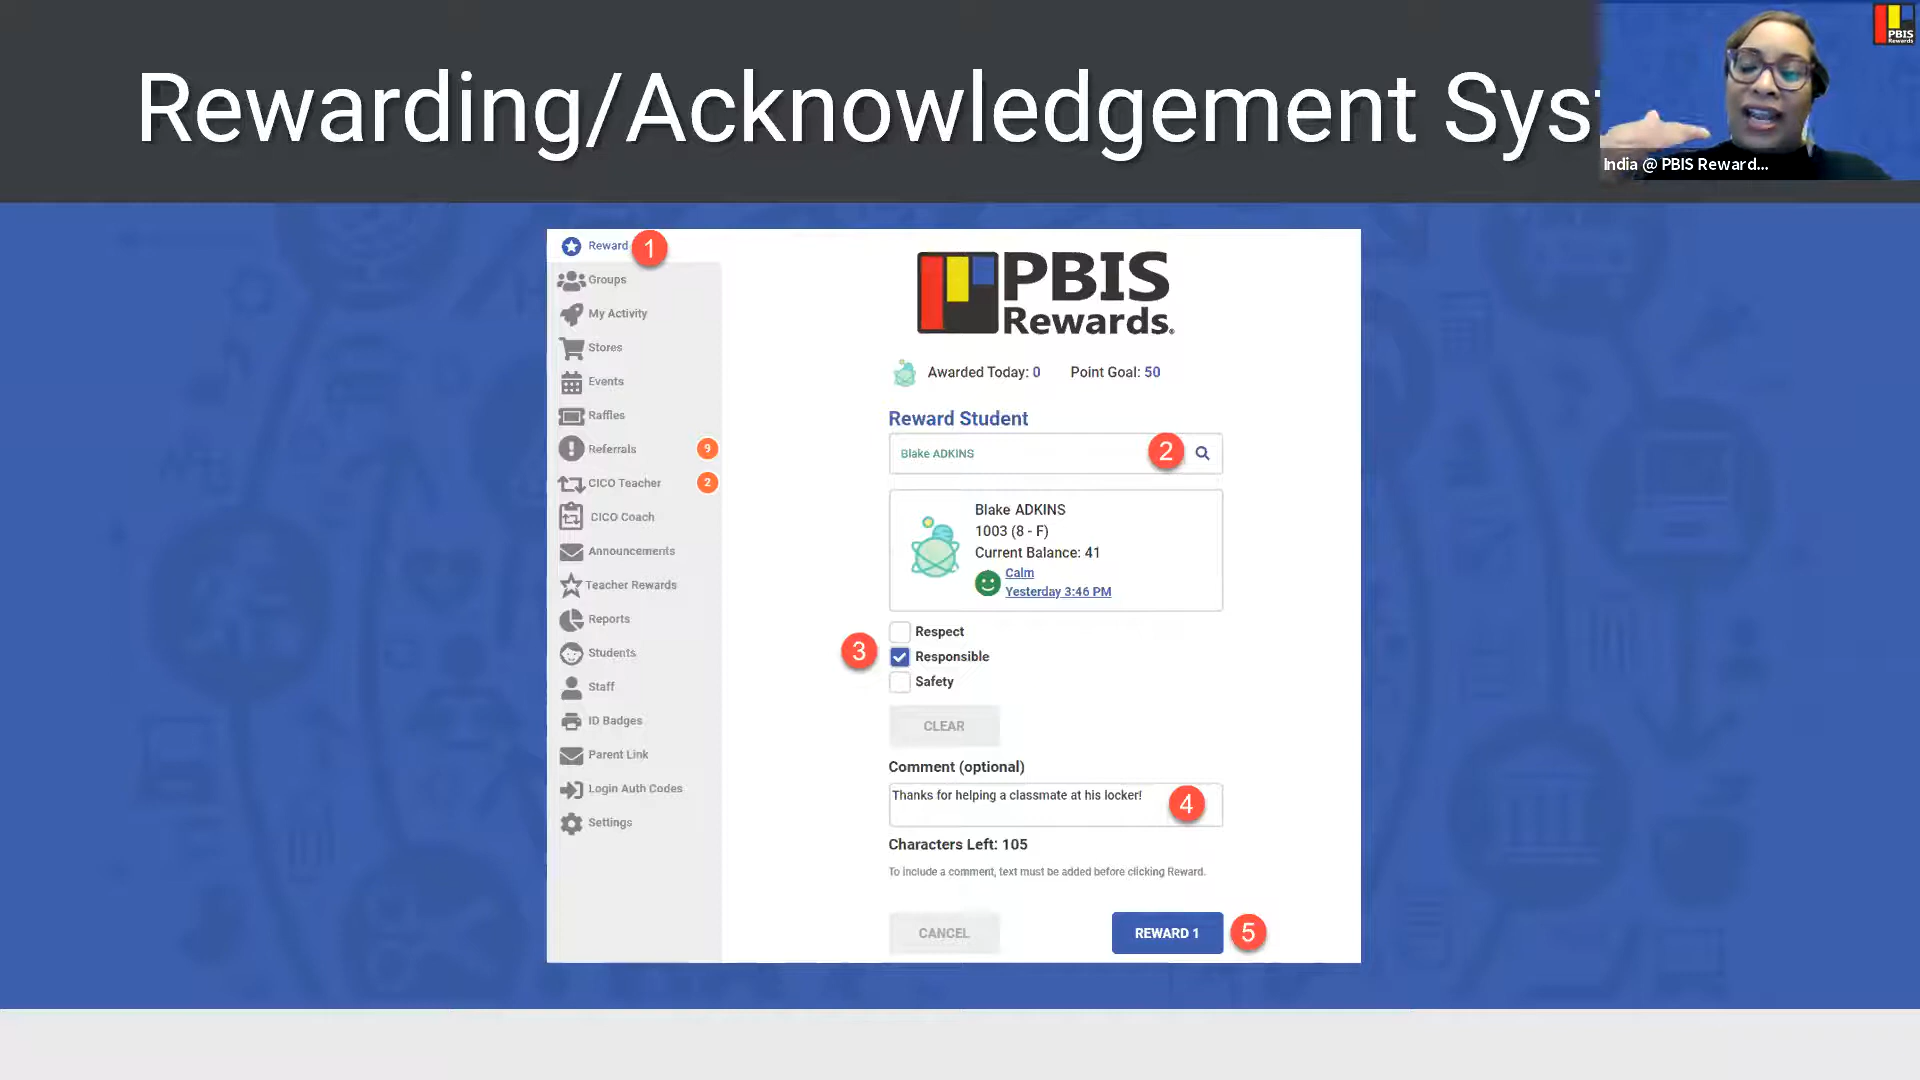 Rewarding/Acknowledgement Sys
PBIS
Rewards
India @ PBIS Reward...
Reward
1
Groups
My Activity
Stores
Events
Raffles
Referrals
9
CICO Teacher
2
CICO Coach
Announcements
Teacher Rewards
Reports
Students
Staff
ID Badges
Parent Link
Login Auth Codes
Settings
PBIS
Rewards®
Awarded Today: 0 Point Goal: 50
Reward Student
Blake ADKINS
2
Blake ADKINS
1003 (8 - F)
Current Balance: 41
Calm
Yesterday 3:46 PM
3
Respect
Responsible
Safety
CLEAR
Comment (optional)
Thanks for helping a classmate at his locker!
4
Characters Left: 105
To include a comment, text must be added before clicking Reward.
CANCEL
REWARD 1
5